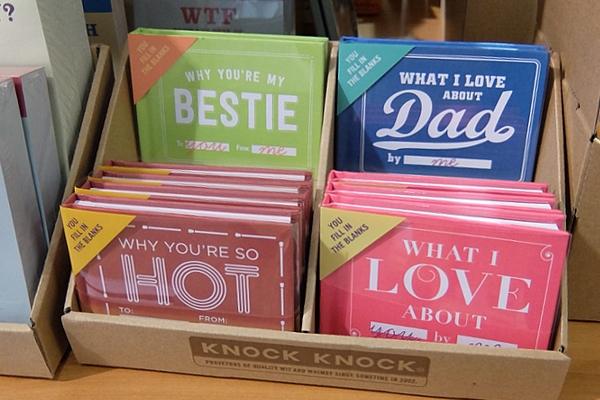 ?
WTF
YOU
FILL IN
THE BLANKS
WHY YOU'RE MY
BESTIE
To you From me
YOU
FILL IN
THE BLANKS
WHAT I LOVE
ABOUT
Dad
by me
YOU
FILL IN
THE BLANKS
WHY YOU'RE SO
HOT
TO: FROM:
YOU
FILL IN
THE BLANKS
WHAT I
LOVE
ABOUT
you by
KNOCK KNOCK®
PURVEYORS OF QUALITY WIT AND WHIMSY SINCE SOMETIME IN 2002.